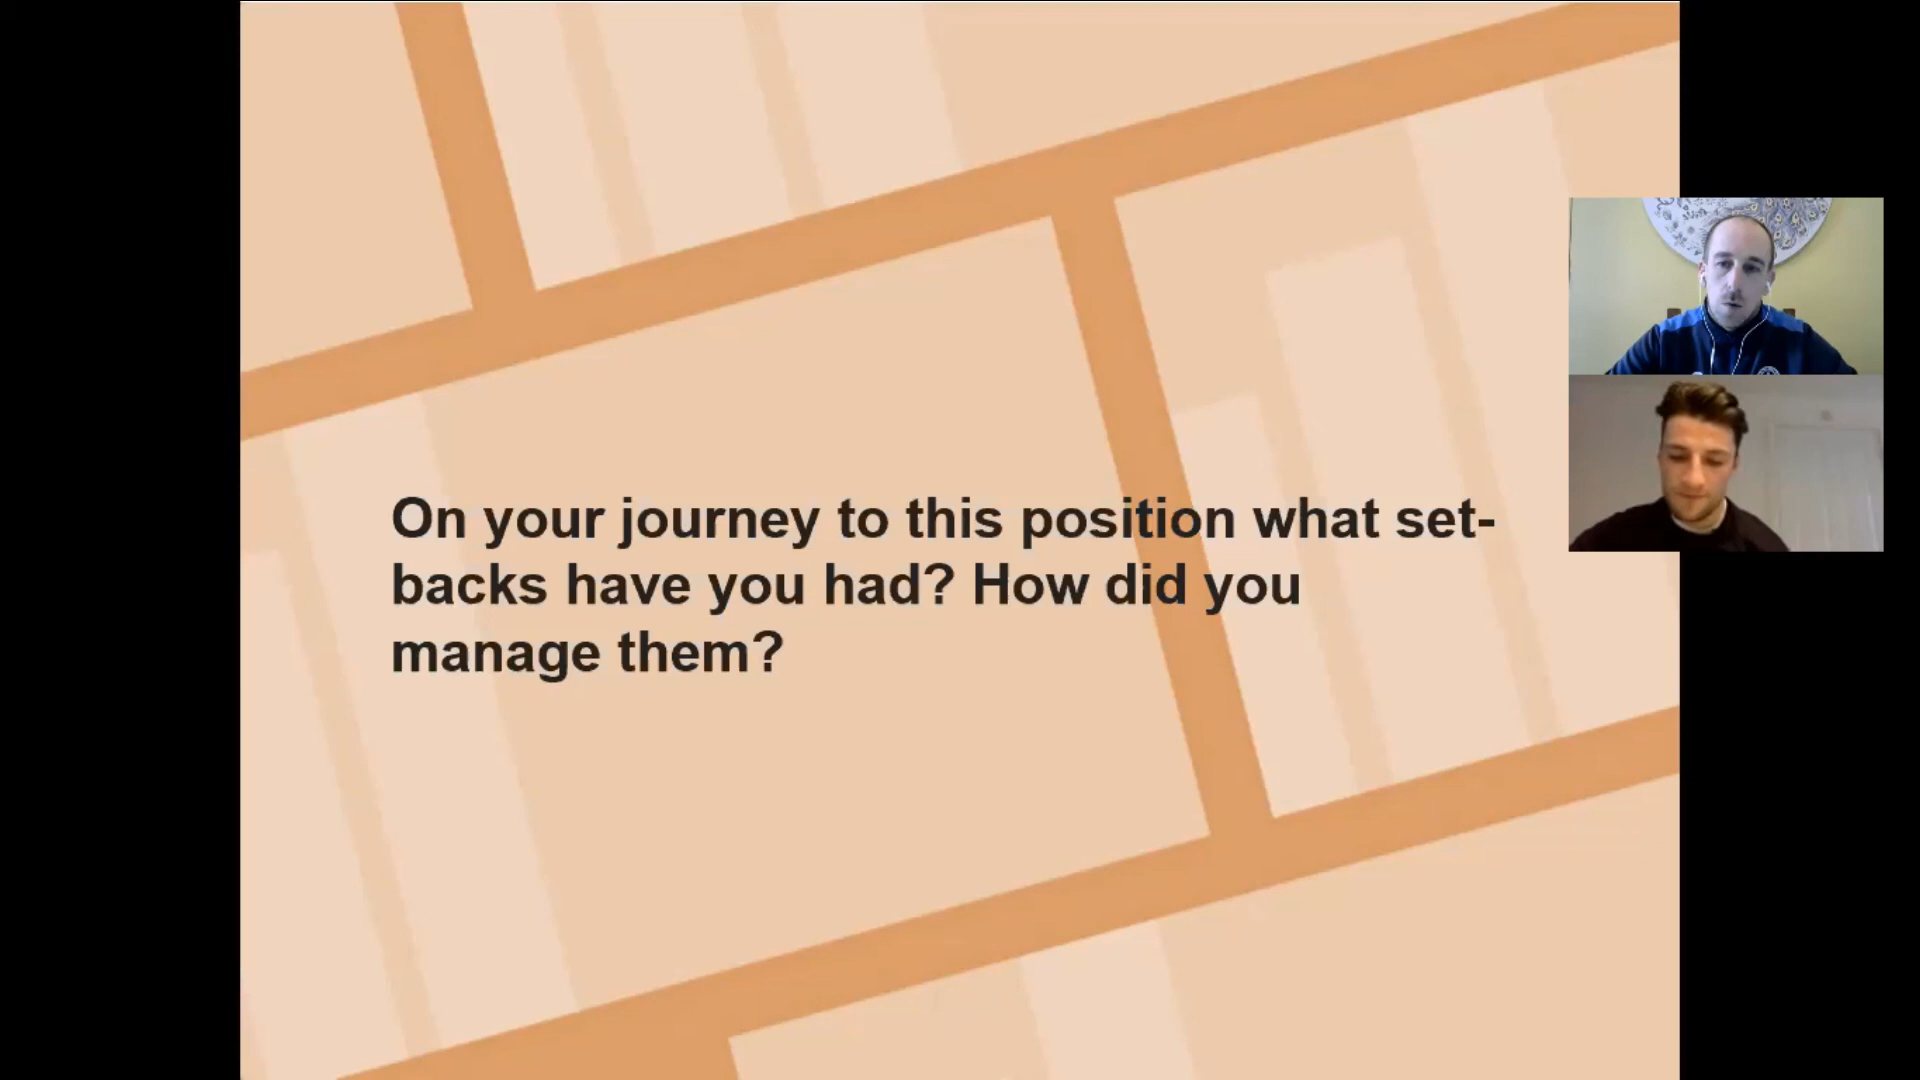 On your journey to this position what set-
backs have you had? How did you
manage them?